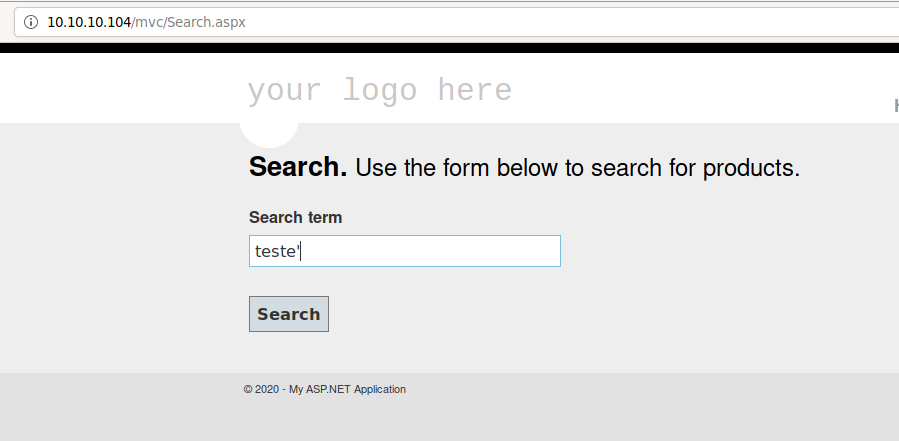 10.10.10.104/mvc/Search.aspx
your logo here
Search. Use the form below to search for products.
Search term
teste'
Search
© 2020 - My ASP.NET Application